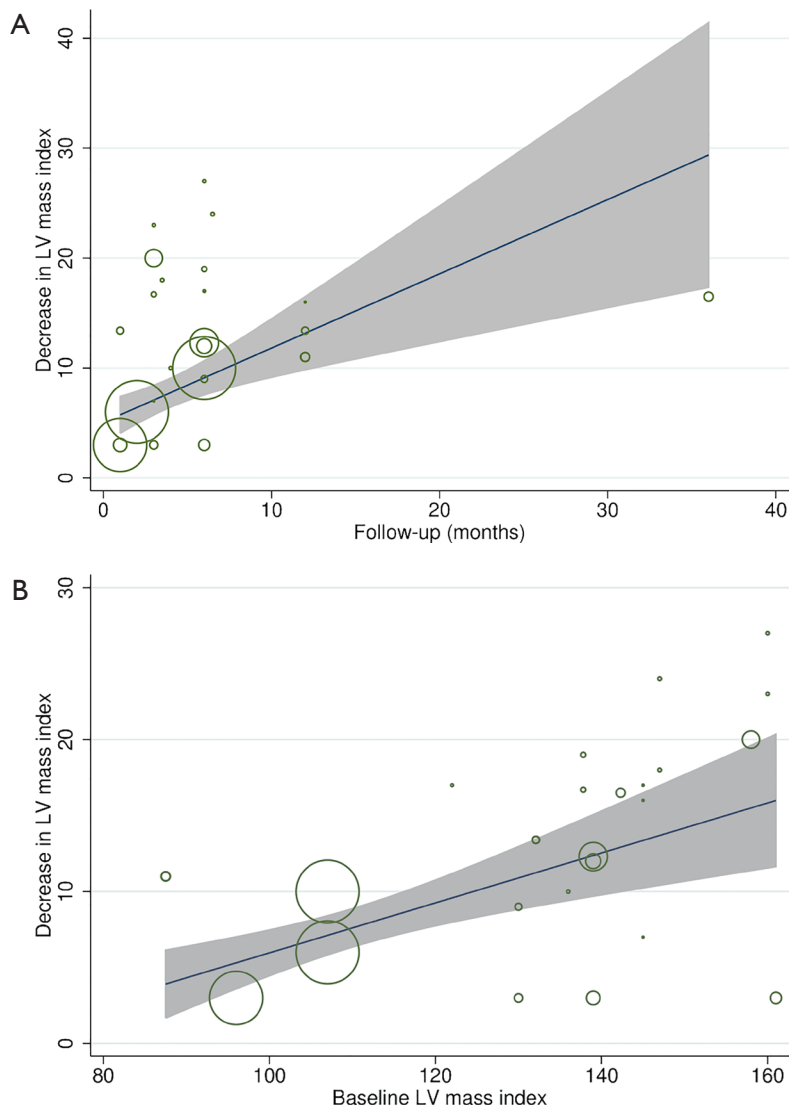 A
Decrease in LV mass index
40
30
20
10
0
0 10 20 30 40
Follow-up (months)
B
Decrease in LV mass index
30
20
10
0
80 100 120 140 160
Baseline LV mass index